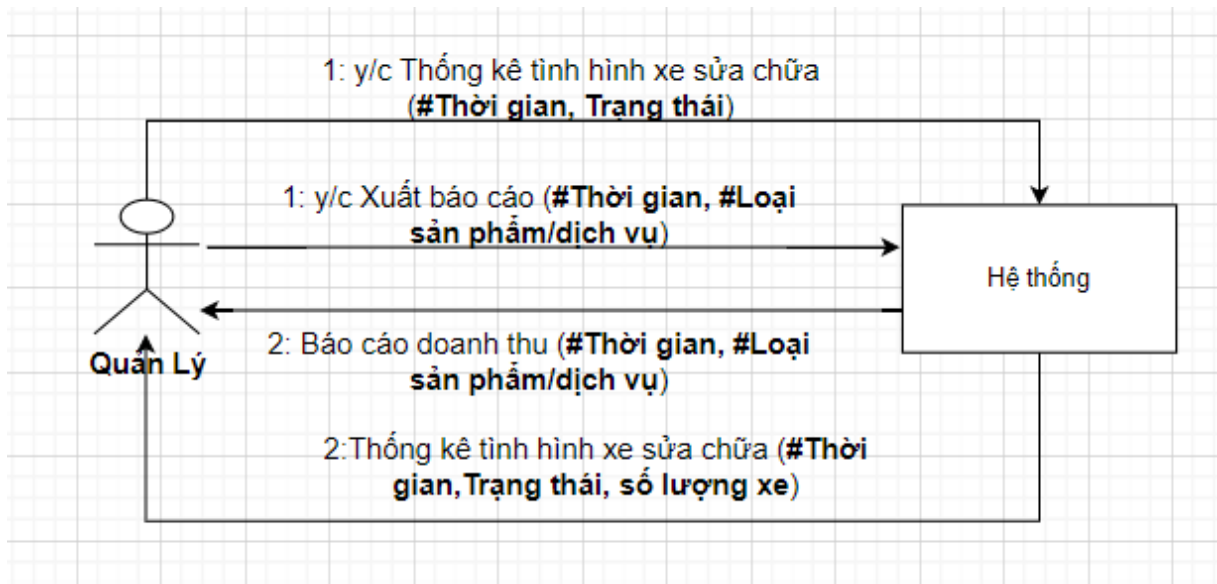 1: y/c Thống kê tình hình xe sửa chữa
(#Thời gian, Trạng thái)
1: y/c Xuất báo cáo (#Thời gian, #Loại
sản phẩm/dịch vụ)
Hệ thống
2: Báo cáo doanh thu (#Thời gian, #Loại
sản phẩm/dịch vụ)
Quản Lý
2:Thống kê tình hình xe sửa chữa (#Thời
gian,Trạng thái, số lượng xe)